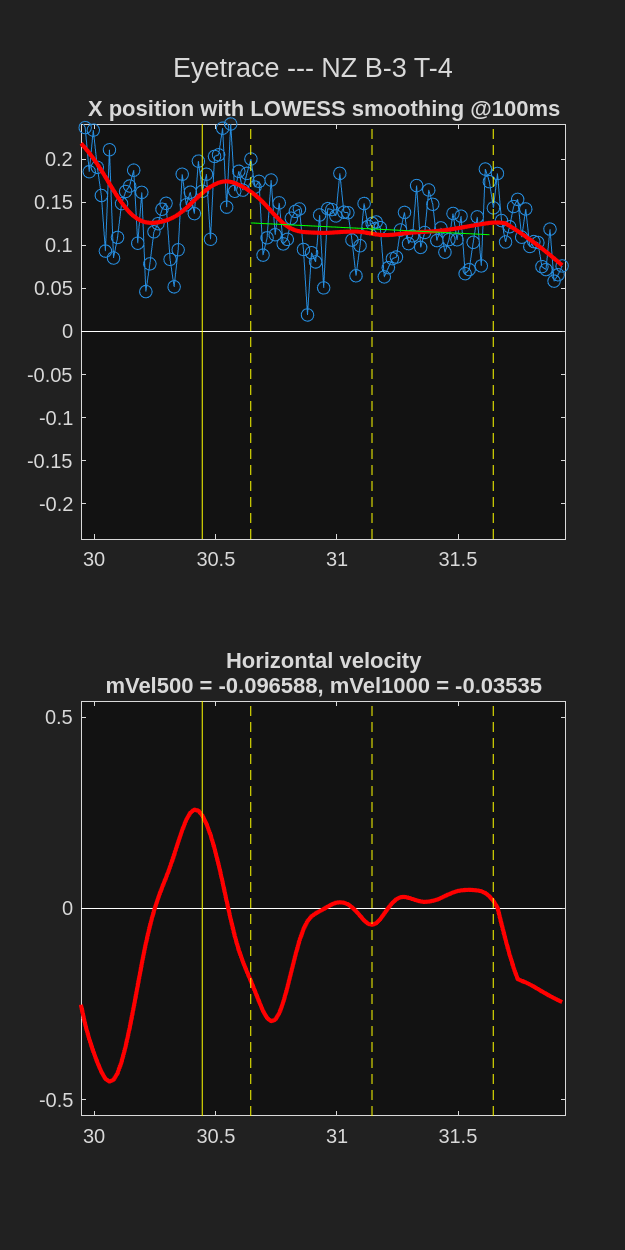 Eyetrace --- NZ B-3 T-4
X position with LOWESS smoothing @100ms
0.2
0.15
0.1
0.05
0
-0.05
-0.1
-0.15
-0.2
30 30.5 31 31.5
Horizontal velocity
mVel500 = -0.096588, mVel1000 = -0.03535
0.5
0
-0.5
30 30.5 31 31.5